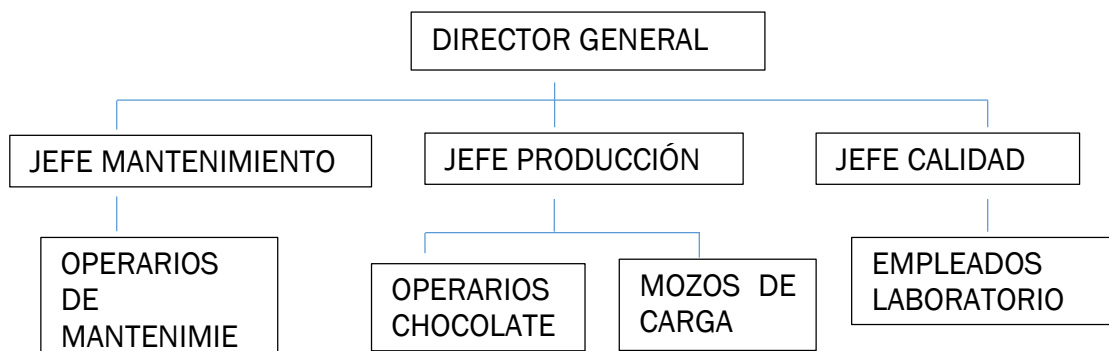 DIRECTOR GENERAL
JEFE MANTENIMIENTO
JEFE PRODUCCIÓN
JEFE CALIDAD
OPERARIOS
DE
MANTENIMIE
OPERARIOS
CHOCOLATE
MOZOS DE
CARGA
EMPLEADOS
LABORATORIO